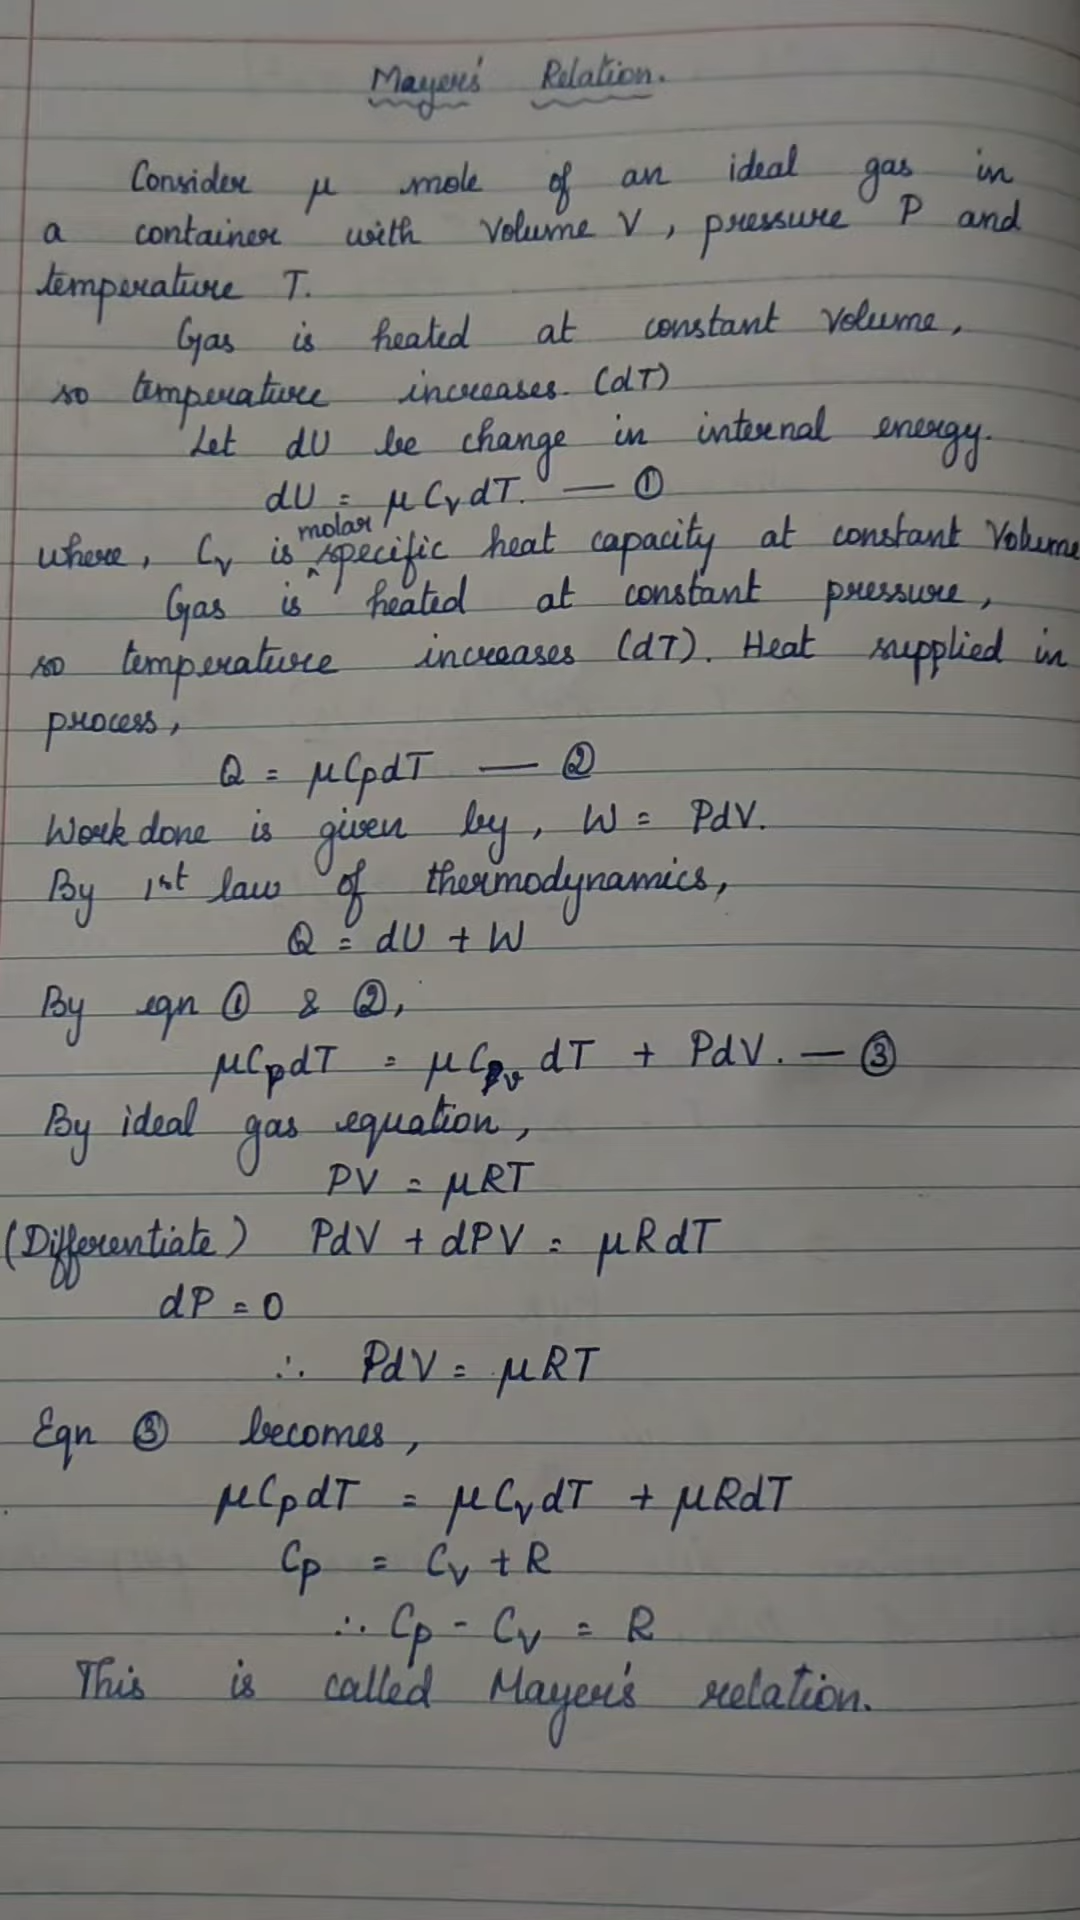 Mayer's Relation.
Consider μ mole of an ideal gas in
a container with volume V, pressure P and
temperature T.
Gas is heated at constant volume,
so temperature increases. (dT)
Let dU be change in internal energy.
dU = μ Cv dT. — ①
where, Cv is molar specific heat capacity at constant Volume
Gas is heated at constant pressure,
so temperature increases (dT). Heat supplied in
process,
Q = μCpdT — ②
Work done is given by, W = PdV.
By 1st law of thermodynamics,
Q = dU + W
By eqn ① & ②,
μCpdT = μCv dT + PdV. — ③
By ideal gas equation,
PV = μRT
(Differentiate) PdV + dPV = μRdT
dP = 0
∴ PdV = μRT
Eqn ③ becomes,
μCpdT = μCvdT + μRdT
Cp = Cv + R
∴ Cp - Cv = R
This is called Mayer's relation.